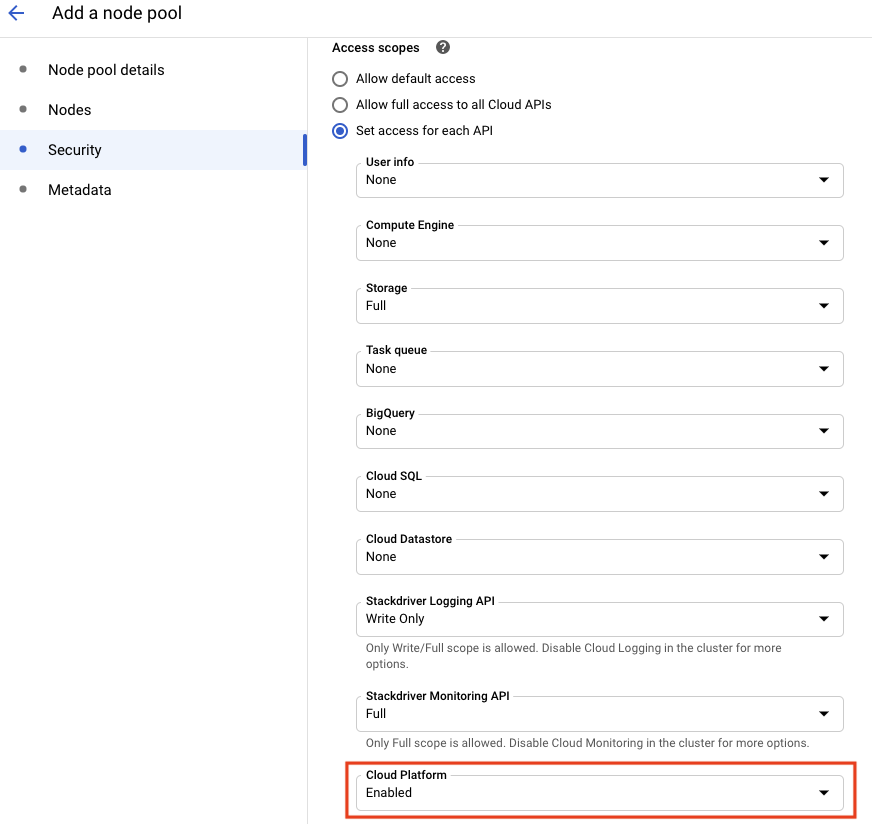 Add a node pool
Node pool details
Nodes
Security
Metadata
Access scopes ?
Allow default access
Allow full access to all Cloud APIs
Set access for each API
User info
None
Compute Engine
None
Storage
Full
Task queue
None
BigQuery
None
Cloud SQL
None
Cloud Datastore
None
Stackdriver Logging API
Write Only
Only Write/Full scope is allowed. Disable Cloud Logging in the cluster for more
options.
Stackdriver Monitoring API
Full
Only Full scope is allowed. Disable Cloud Monitoring in the cluster for more options.
Cloud Platform
Enabled